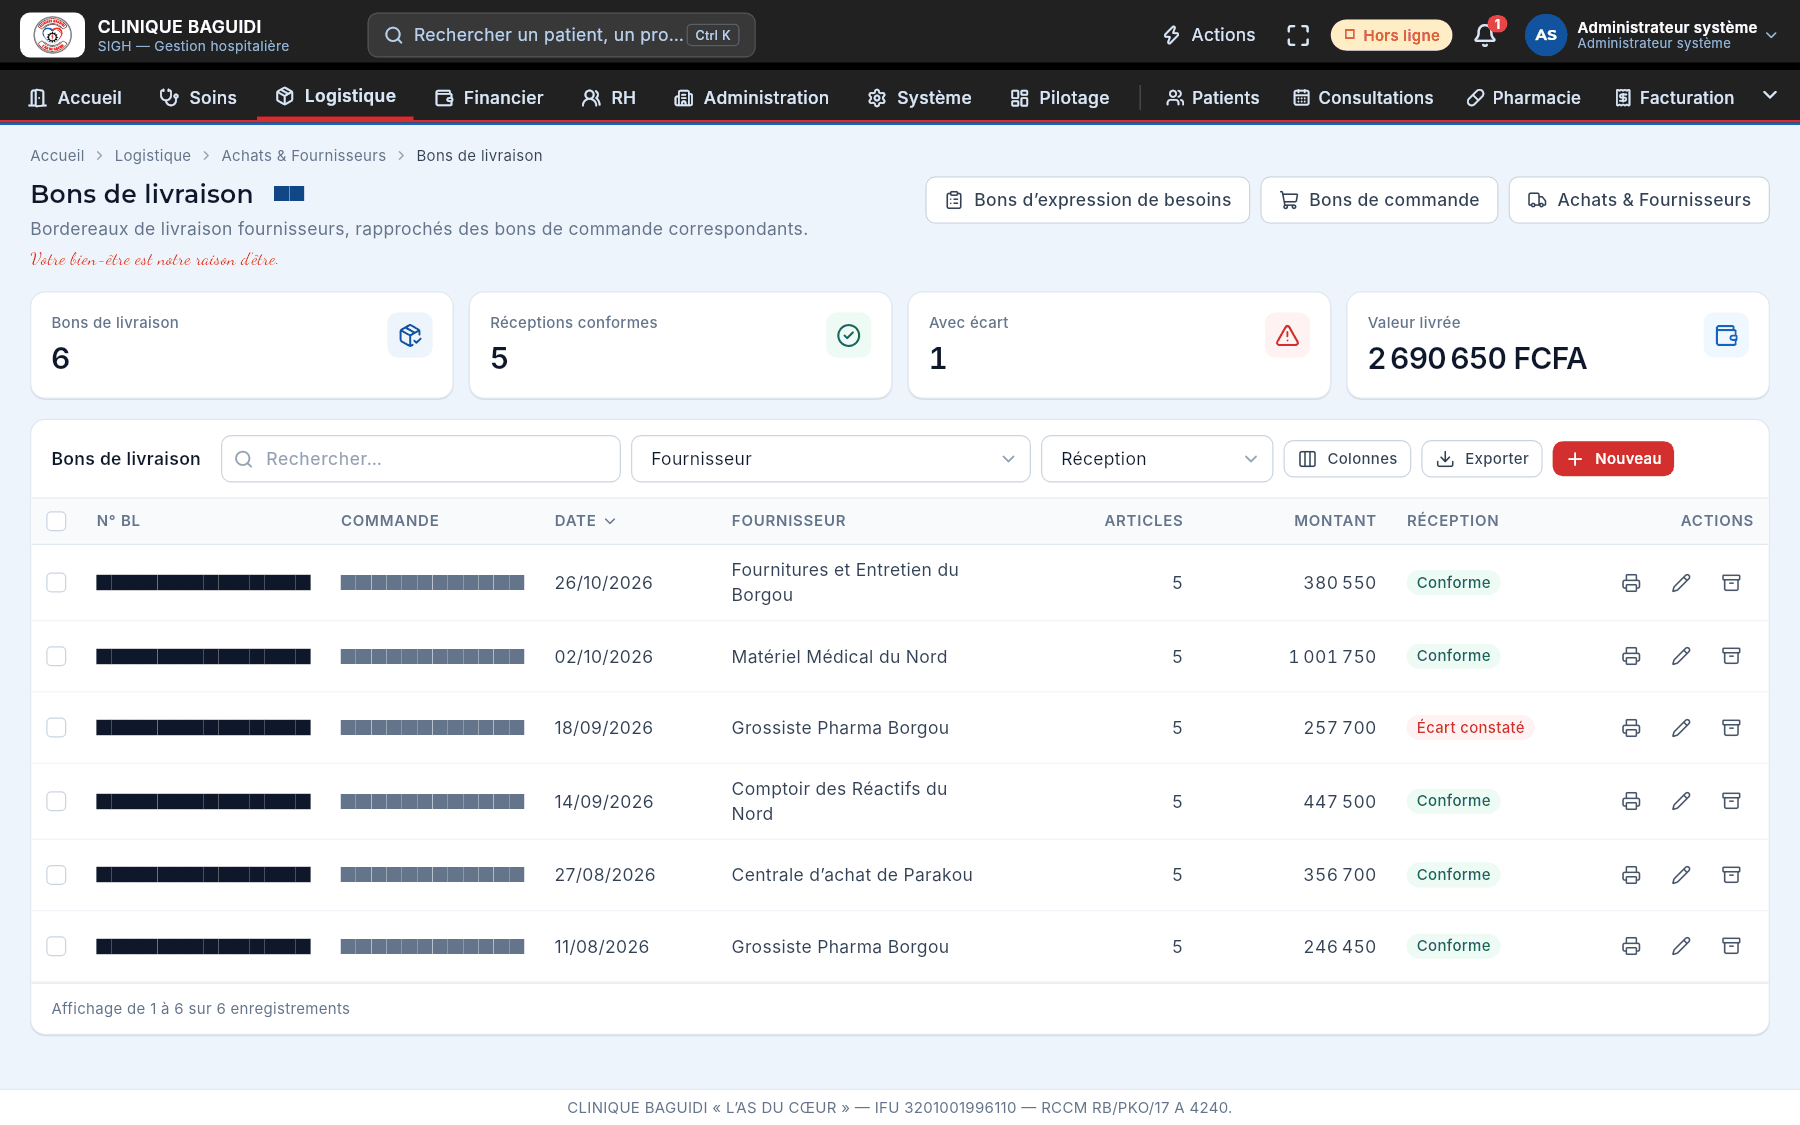 CLINIQUE BAGUIDI
SIGH — Gestion hospitalière
Rechercher un patient, un pro... Ctrl K
Actions
Hors ligne
1
AS
Administrateur système
Administrateur système
Accueil
Soins
Logistique
Financier
RH
Administration
Système
Pilotage
Patients
Consultations
Pharmacie
Facturation
Accueil > Logistique > Achats & Fournisseurs > Bons de livraison
Bons de livraison
Bordereaux de livraison fournisseurs, rapprochés des bons de commande correspondants.
Votre bien-être est notre raison d'être.
Bons d’expression de besoins
Bons de commande
Achats & Fournisseurs
Bons de livraison
6
Réceptions conformes
5
Avec écart
1
Valeur livrée
2 690 650 FCFA
Bons de livraison
Rechercher...
Fournisseur
Réception
Colonnes
Exporter
Nouveau
N° BL COMMANDE DATE FOURNISSEUR ARTICLES MONTANT RÉCEPTION ACTIONS
26/10/2026 Fournitures et Entretien du Borgou 5 380 550 Conforme
02/10/2026 Matériel Médical du Nord 5 1 001 750 Conforme
18/09/2026 Grossiste Pharma Borgou 5 257 700 Écart constaté
14/09/2026 Comptoir des Réactifs du Nord 5 447 500 Conforme
27/08/2026 Centrale d’achat de Parakou 5 356 700 Conforme
11/08/2026 Grossiste Pharma Borgou 5 246 450 Conforme
Affichage de 1 à 6 sur 6 enregistrements
CLINIQUE BAGUIDI « L’AS DU CŒUR » — IFU 3201001996110 — RCCM RB/PKO/17 A 4240.